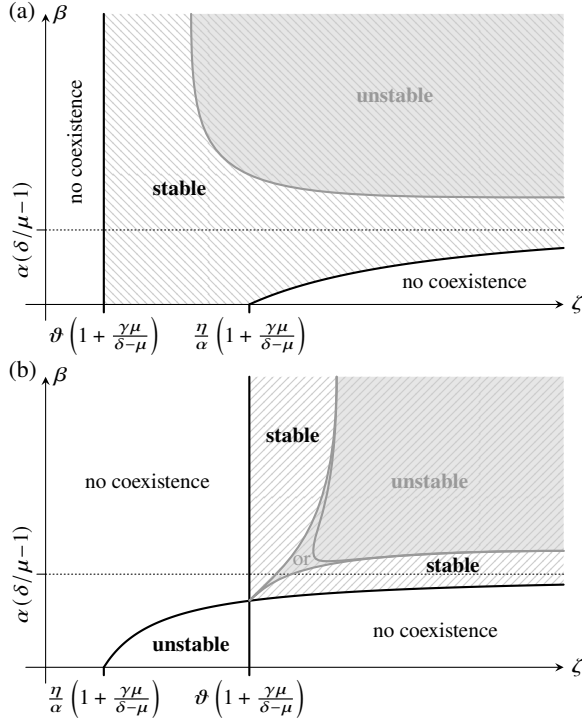 (a)
β
no coexistence
unstable
stable
α(δ/μ−1)
no coexistence
ζ
ϑ (1 + γμ/(δ−μ))
η/α (1 + γμ/(δ−μ))
(b)
β
stable
no coexistence
unstable
or
α(δ/μ−1)
stable
unstable
no coexistence
ζ
η/α (1 + γμ/(δ−μ))
ϑ (1 + γμ/(δ−μ))